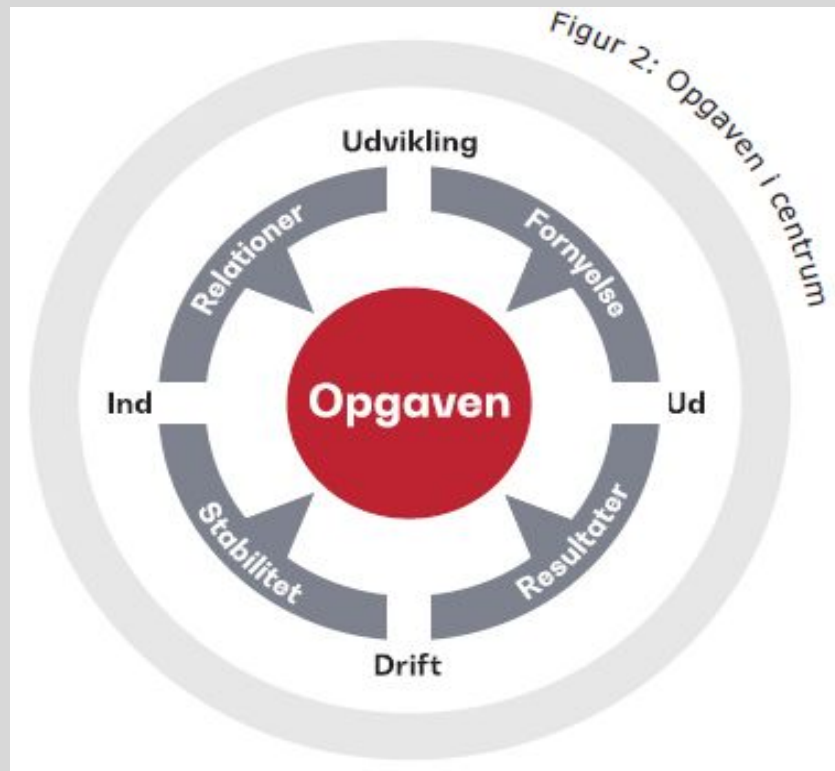 Figur 2: Opgaven i centrum
Udvikling
Relationer
Fornyelse
Ind
Opgaven
Ud
Stabilitet
Resultater
Drift